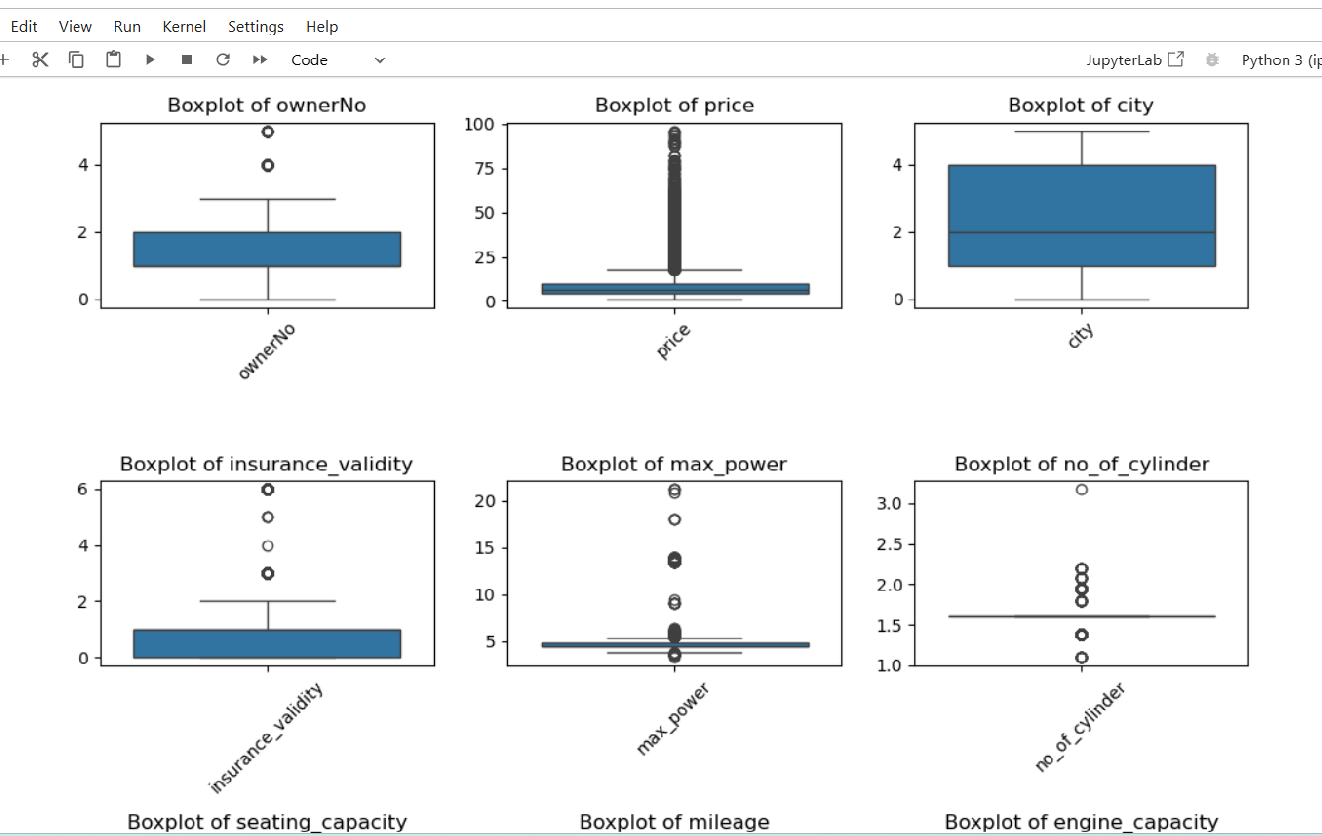 Edit View Run Kernel Settings Help
Code JupyterLab Python 3 (ip
Boxplot of ownerNo Boxplot of price Boxplot of city
4
2
0
ownerNo
100
75
50
25
0
price
4
2
0
city
Boxplot of insurance_validity Boxplot of max_power Boxplot of no_of_cylinder
6
4
2
0
insurance_validity
20
15
10
5
max_power
3.0
2.5
2.0
1.5
1.0
no_of_cylinder
Boxplot of seating_capacity Boxplot of mileage Boxplot of engine_capacity